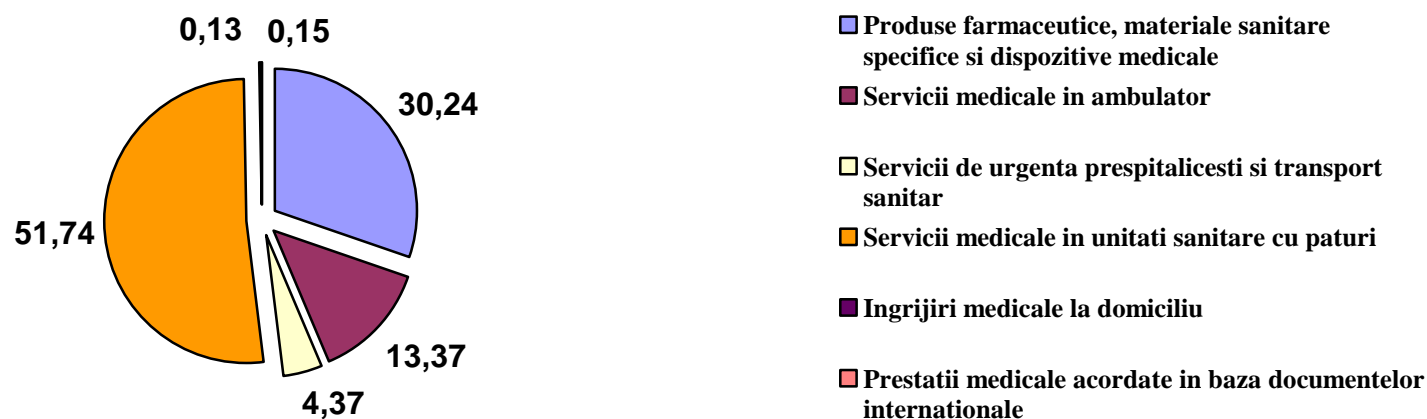 0,13 0,15
30,24
51,74
13,37
4,37
Produse farmaceutice, materiale sanitare
specifice si dispozitive medicale
Servicii medicale in ambulator
Servicii de urgenta prespitalicesti si transport
sanitar
Servicii medicale in unitati sanitare cu paturi
Ingrijiri medicale la domiciliu
Prestatii medicale acordate in baza documentelor
internationale